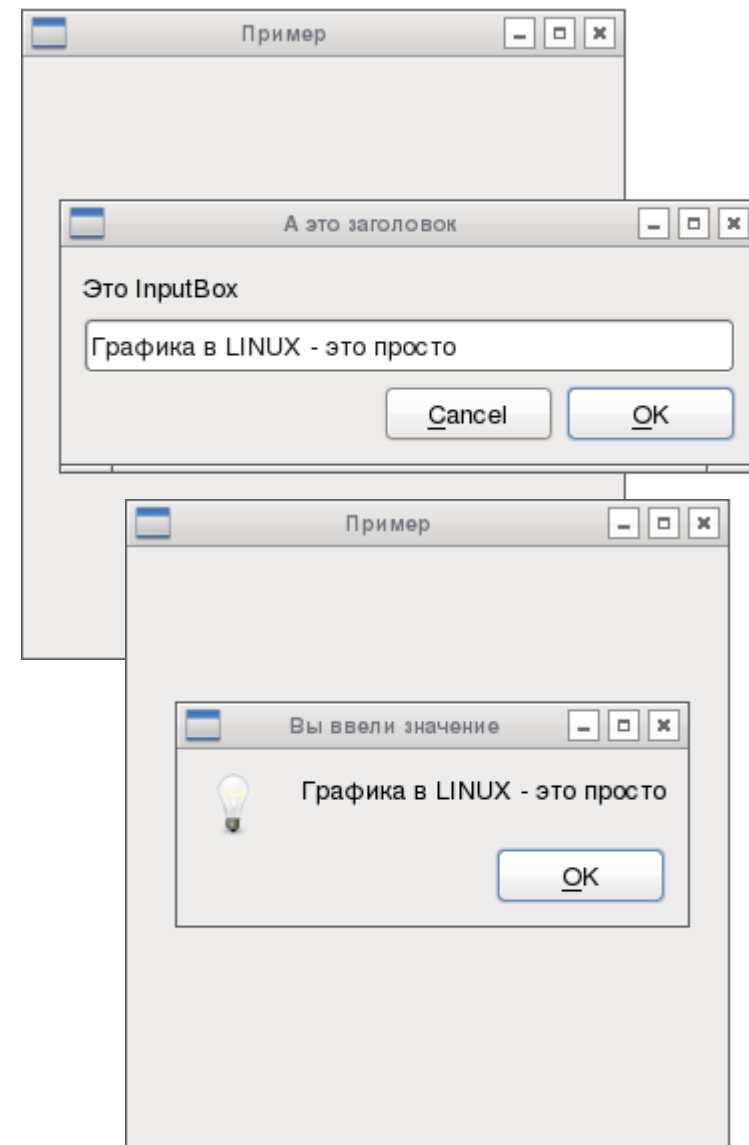 Пример
А это заголовок
Это InputBox
Графика в LINUX - это просто
Cancel
OK
Пример
Вы ввели значение
Графика в LINUX - это просто
OK